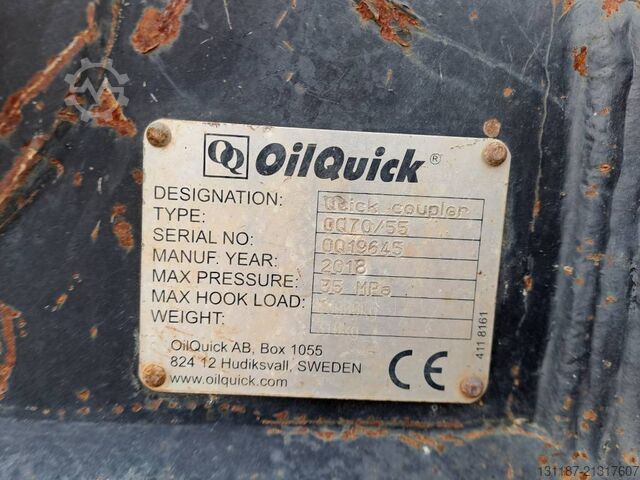 OQ OilQuick®
DESIGNATION: Quick coupler
TYPE: OQ70/55
SERIAL NO: OQ19645
MANUF. YEAR: 2018
MAX PRESSURE: 35 MPa
MAX HOOK LOAD:
WEIGHT:
OilQuick AB, Box 1055
824 12 Hudiksvall, SWEDEN
www.oilquick.com
CE
411 8161
131187-21317607